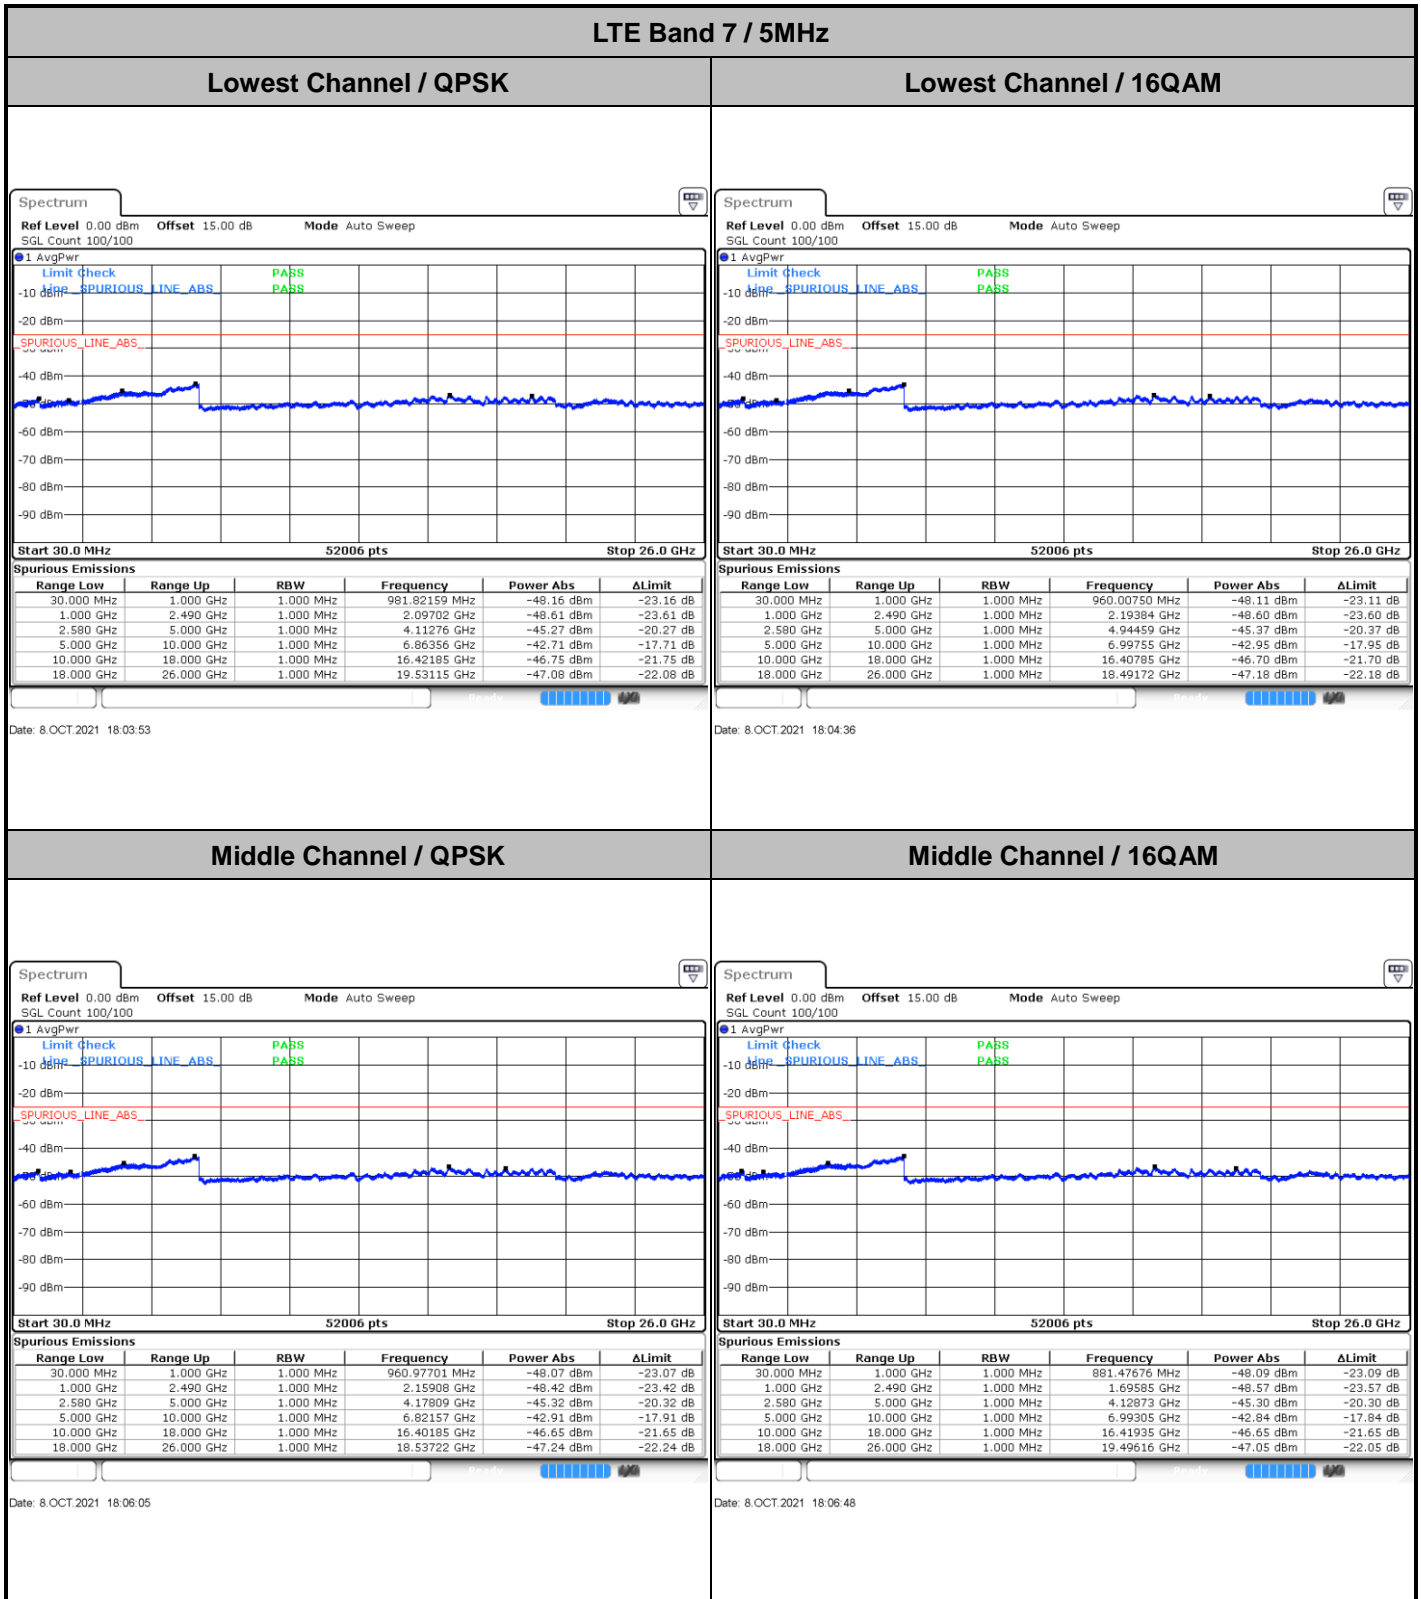 LTE Band 7 / 5MHz
Lowest Channel / QPSK
Lowest Channel / 16QAM
Spectrum
Ref Level 0.00 dBm Offset 15.00 dB Mode Auto Sweep
SGL Count 100/100
1 AvgPwr
Limit Check PASS
Line _SPURIOUS_LINE_ABS_ PASS
-10 dBm
-20 dBm
_SPURIOUS_LINE_ABS_
-40 dBm
-60 dBm
-70 dBm
-80 dBm
-90 dBm
Start 30.0 MHz 52006 pts Stop 26.0 GHz
Spurious Emissions
Range Low Range Up RBW Frequency Power Abs ΔLimit
30.000 MHz 1.000 GHz 1.000 MHz 981.82159 MHz -48.16 dBm -23.16 dB
1.000 GHz 2.490 GHz 1.000 MHz 2.09702 GHz -48.61 dBm -23.61 dB
2.580 GHz 5.000 GHz 1.000 MHz 4.11276 GHz -45.27 dBm -20.27 dB
5.000 GHz 10.000 GHz 1.000 MHz 6.86356 GHz -42.71 dBm -17.71 dB
10.000 GHz 18.000 GHz 1.000 MHz 16.42185 GHz -46.75 dBm -21.75 dB
18.000 GHz 26.000 GHz 1.000 MHz 19.53115 GHz -47.08 dBm -22.08 dB
Date: 8.OCT.2021 18:03:53
Spectrum
Ref Level 0.00 dBm Offset 15.00 dB Mode Auto Sweep
SGL Count 100/100
1 AvgPwr
Limit Check PASS
Line _SPURIOUS_LINE_ABS_ PASS
-10 dBm
-20 dBm
_SPURIOUS_LINE_ABS_
-40 dBm
-60 dBm
-70 dBm
-80 dBm
-90 dBm
Start 30.0 MHz 52006 pts Stop 26.0 GHz
Spurious Emissions
Range Low Range Up RBW Frequency Power Abs ΔLimit
30.000 MHz 1.000 GHz 1.000 MHz 960.00750 MHz -48.11 dBm -23.11 dB
1.000 GHz 2.490 GHz 1.000 MHz 2.19384 GHz -48.60 dBm -23.60 dB
2.580 GHz 5.000 GHz 1.000 MHz 4.94459 GHz -45.37 dBm -20.37 dB
5.000 GHz 10.000 GHz 1.000 MHz 6.99755 GHz -42.95 dBm -17.95 dB
10.000 GHz 18.000 GHz 1.000 MHz 16.40785 GHz -46.70 dBm -21.70 dB
18.000 GHz 26.000 GHz 1.000 MHz 18.49172 GHz -47.18 dBm -22.18 dB
Date: 8.OCT.2021 18:04:36
Middle Channel / QPSK
Middle Channel / 16QAM
Spectrum
Ref Level 0.00 dBm Offset 15.00 dB Mode Auto Sweep
SGL Count 100/100
1 AvgPwr
Limit Check PASS
Line _SPURIOUS_LINE_ABS_ PASS
-10 dBm
-20 dBm
_SPURIOUS_LINE_ABS_
-40 dBm
-60 dBm
-70 dBm
-80 dBm
-90 dBm
Start 30.0 MHz 52006 pts Stop 26.0 GHz
Spurious Emissions
Range Low Range Up RBW Frequency Power Abs ΔLimit
30.000 MHz 1.000 GHz 1.000 MHz 960.97701 MHz -48.07 dBm -23.07 dB
1.000 GHz 2.490 GHz 1.000 MHz 2.15908 GHz -48.42 dBm -23.42 dB
2.580 GHz 5.000 GHz 1.000 MHz 4.17809 GHz -45.32 dBm -20.32 dB
5.000 GHz 10.000 GHz 1.000 MHz 6.82157 GHz -42.91 dBm -17.91 dB
10.000 GHz 18.000 GHz 1.000 MHz 16.40185 GHz -46.65 dBm -21.65 dB
18.000 GHz 26.000 GHz 1.000 MHz 18.53722 GHz -47.24 dBm -22.24 dB
Date: 8.OCT.2021 18:06:05
Spectrum
Ref Level 0.00 dBm Offset 15.00 dB Mode Auto Sweep
SGL Count 100/100
1 AvgPwr
Limit Check PASS
Line _SPURIOUS_LINE_ABS_ PASS
-10 dBm
-20 dBm
_SPURIOUS_LINE_ABS_
-40 dBm
-60 dBm
-70 dBm
-80 dBm
-90 dBm
Start 30.0 MHz 52006 pts Stop 26.0 GHz
Spurious Emissions
Range Low Range Up RBW Frequency Power Abs ΔLimit
30.000 MHz 1.000 GHz 1.000 MHz 881.47676 MHz -48.09 dBm -23.09 dB
1.000 GHz 2.490 GHz 1.000 MHz 1.69585 GHz -48.57 dBm -23.57 dB
2.580 GHz 5.000 GHz 1.000 MHz 4.12873 GHz -45.30 dBm -20.30 dB
5.000 GHz 10.000 GHz 1.000 MHz 6.99305 GHz -42.84 dBm -17.84 dB
10.000 GHz 18.000 GHz 1.000 MHz 16.41935 GHz -46.65 dBm -21.65 dB
18.000 GHz 26.000 GHz 1.000 MHz 19.49616 GHz -47.05 dBm -22.05 dB
Date: 8.OCT.2021 18:06:48